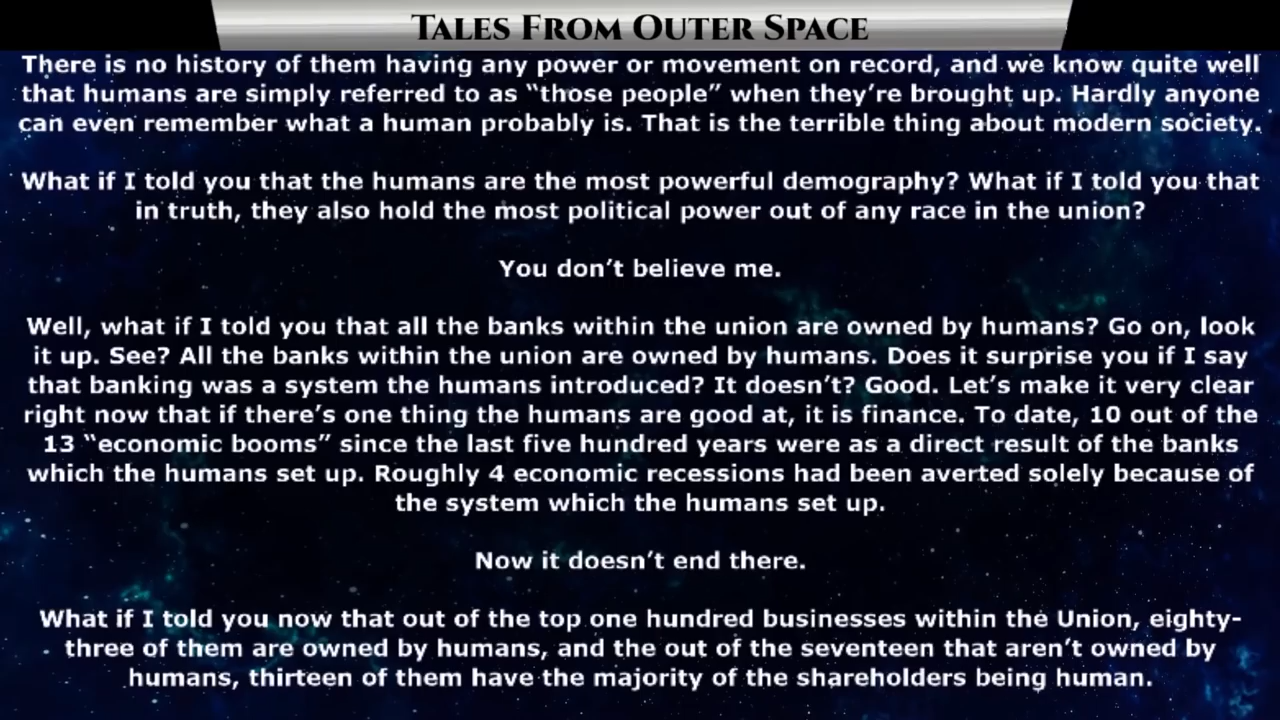 TALES FROM OUTER SPACE
There is no history of them having any power or movement on record, and we know quite well
that humans are simply referred to as “those people” when they’re brought up. Hardly anyone
can even remember what a human probably is. That is the terrible thing about modern society.
What if I told you that the humans are the most powerful demography? What if I told you that
in truth, they also hold the most political power out of any race in the union?
You don’t believe me.
Well, what if I told you that all the banks within the union are owned by humans? Go on, look
it up. See? All the banks within the union are owned by humans. Does it surprise you if I say
that banking was a system the humans introduced? It doesn’t? Good. Let’s make it very clear
right now that if there’s one thing the humans are good at, it is finance. To date, 10 out of the
13 “economic booms” since the last five hundred years were as a direct result of the banks
which the humans set up. Roughly 4 economic recessions had been averted solely because of
the system which the humans set up.
Now it doesn’t end there.
What if I told you now that out of the top one hundred businesses within the Union, eighty-
three of them are owned by humans, and the out of the seventeen that aren’t owned by
humans, thirteen of them have the majority of the shareholders being human.